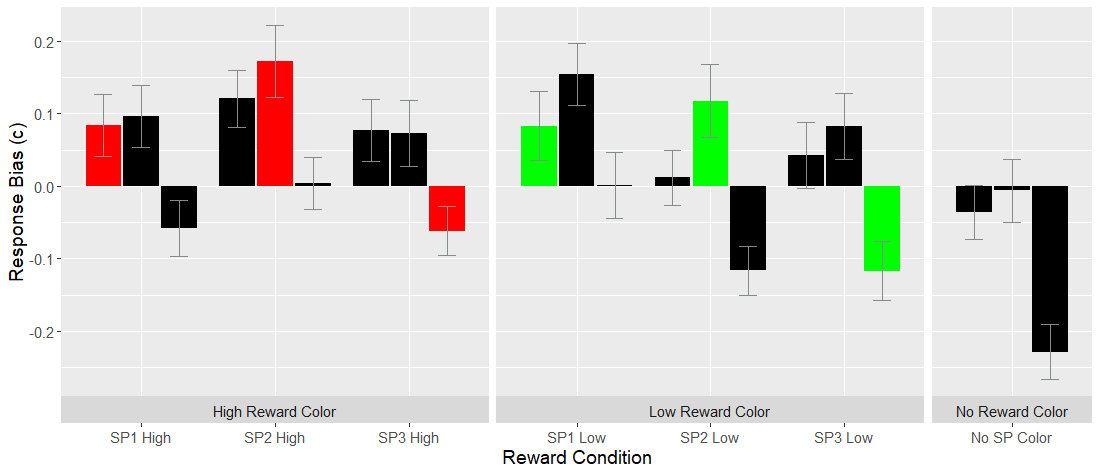 Response Bias (c)
0.2
0.1
0.0
-0.1
-0.2
High Reward Color
Low Reward Color
No Reward Color
SP1 High
SP2 High
SP3 High
SP1 Low
SP2 Low
SP3 Low
No SP Color
Reward Condition